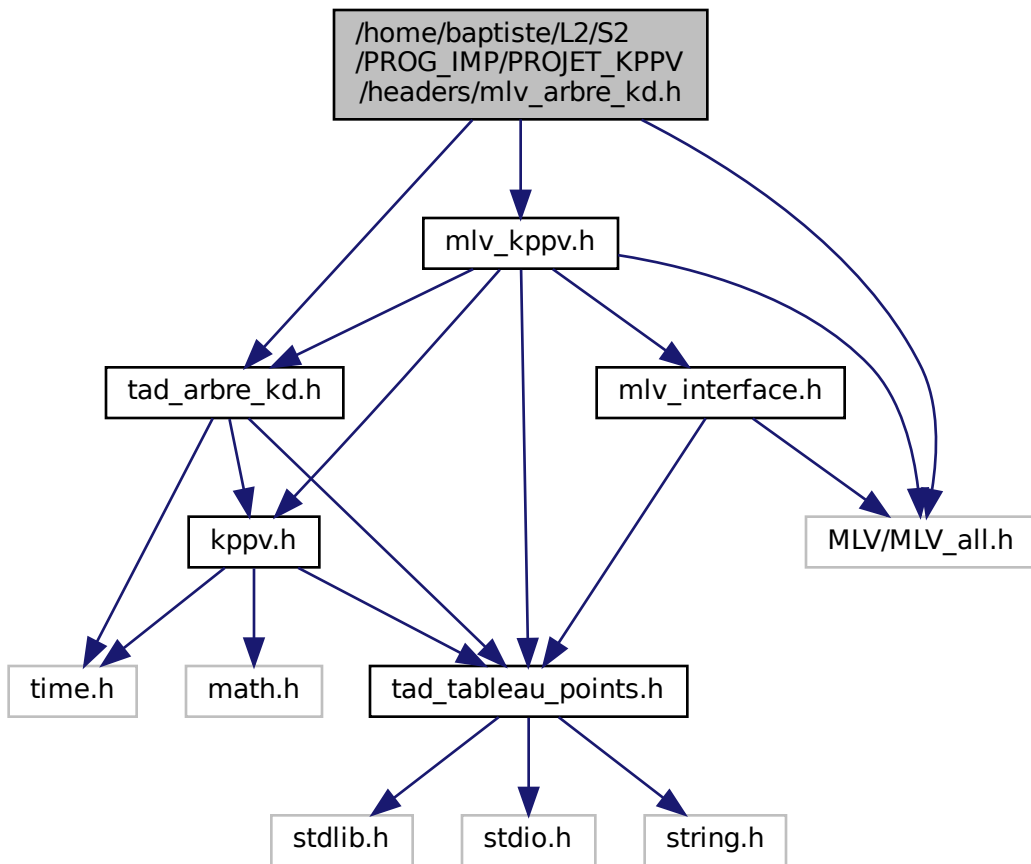 /home/baptiste/L2/S2
/PROG_IMP/PROJET_KPPV
/headers/mlv_arbre_kd.h
mlv_kppv.h
tad_arbre_kd.h
mlv_interface.h
kppv.h
MLV/MLV_all.h
time.h
math.h
tad_tableau_points.h
stdlib.h
stdio.h
string.h